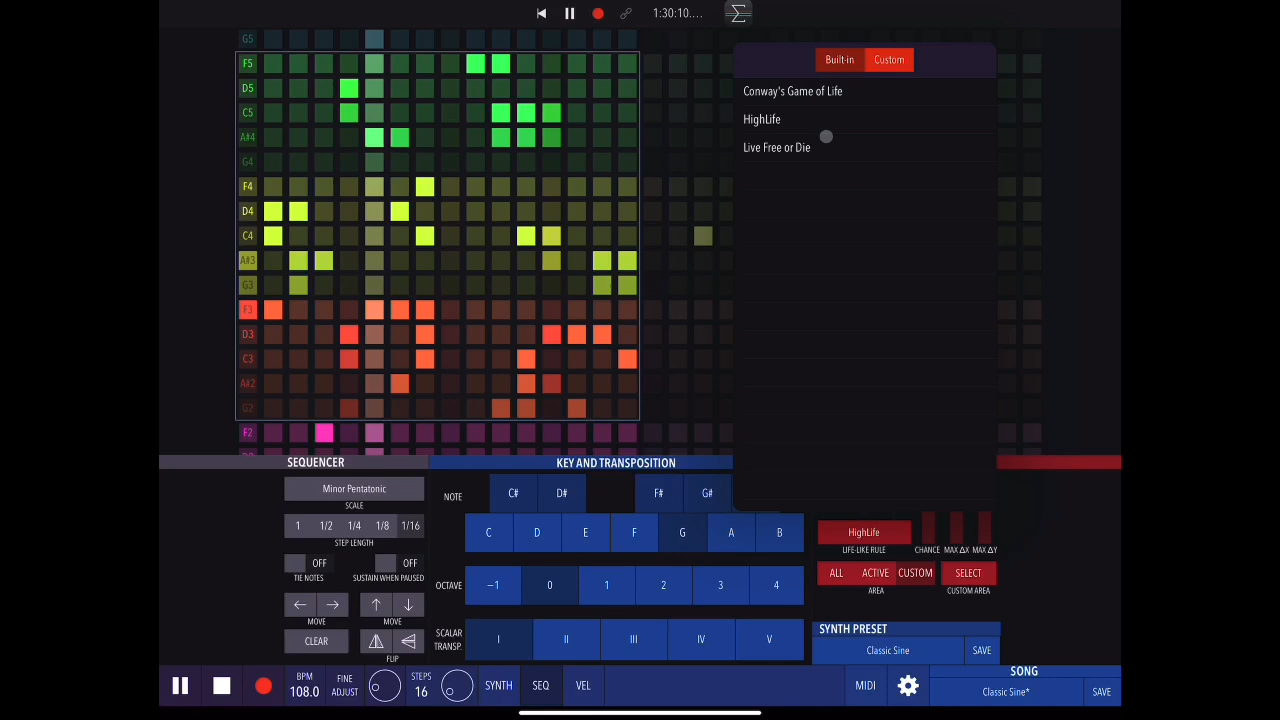 1:30:10....
G5
F5
D5
C5
A#4
G4
F4
D4
C4
A#3
G3
F3
D3
C3
A#2
G2
F2
Built-in Custom
Conway's Game of Life
HighLife
Live Free or Die
SEQUENCER
Minor Pentatonic
SCALE
1 1/2 1/4 1/8 1/16
STEP LENGTH
OFF OFF
TIE NOTES SUSTAIN WHEN PAUSED
MOVE MOVE
CLEAR
FLIP
KEY AND TRANSPOSITION
NOTE C# D# F# G#
C D E F G A B
OCTAVE −1 0 1 2 3 4
SCALAR TRANSP. I II III IV V
HighLife
LIFE-LIKE RULE CHANCE MAX ΔX MAX ΔY
ALL ACTIVE CUSTOM SELECT
AREA CUSTOM AREA
SYNTH PRESET
Classic Sine SAVE
BPM 108.0 FINE ADJUST STEPS 16 SYNTH SEQ VEL MIDI
SONG
Classic Sine* SAVE